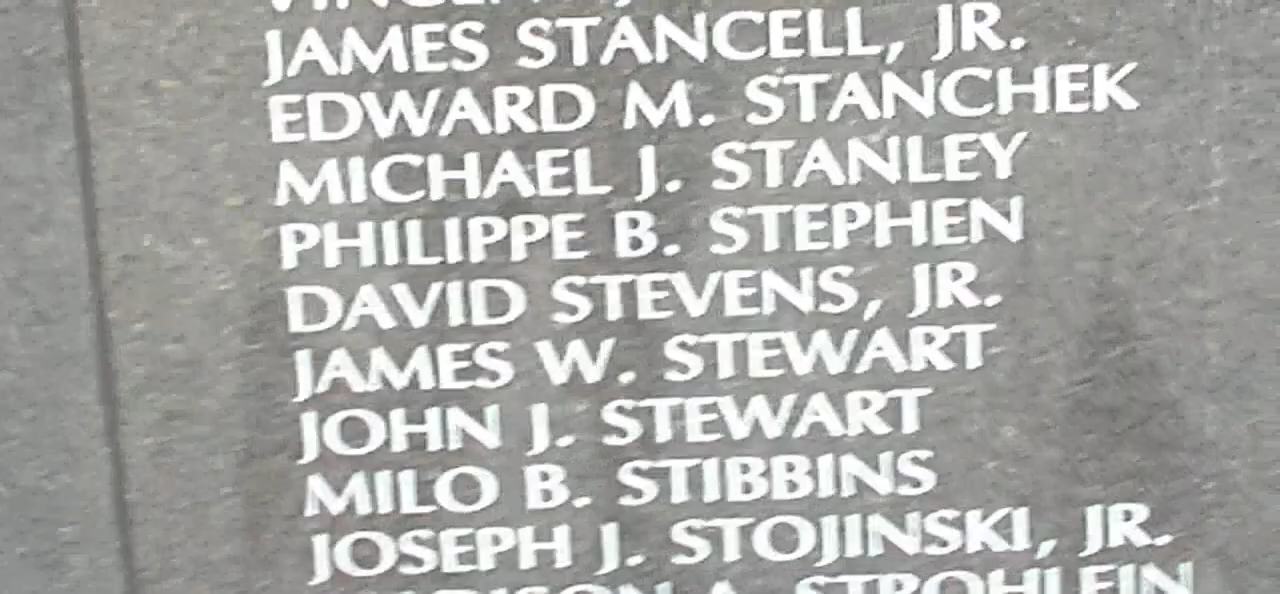 JAMES STANCELL, JR.
EDWARD M. STANCHEK
MICHAEL J. STANLEY
PHILIPPE B. STEPHEN
DAVID STEVENS, JR.
JAMES W. STEWART
JOHN J. STEWART
MILO B. STIBBINS
JOSEPH J. STOJINSKI, JR.
A. STROHLEIN